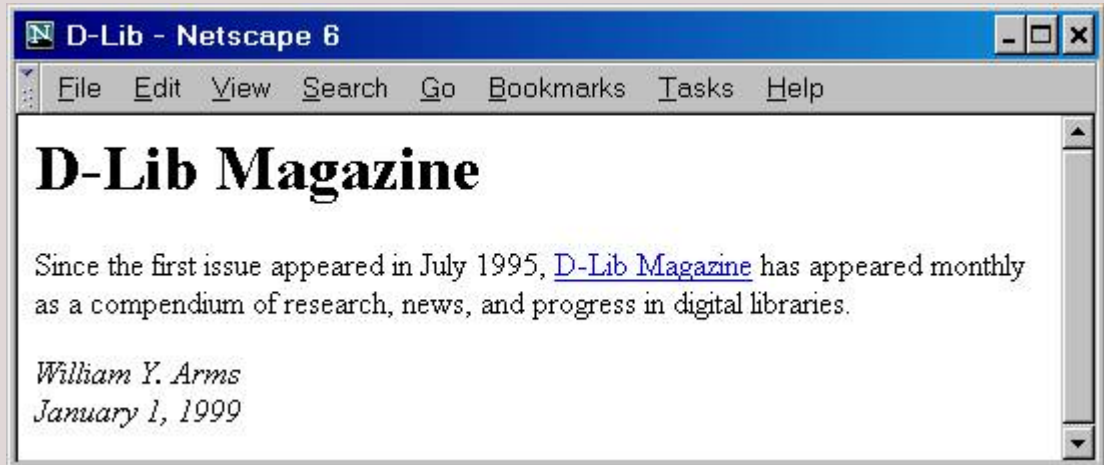 D-Lib - Netscape 6
File Edit View Search Go Bookmarks Tasks Help
D-Lib Magazine
Since the first issue appeared in July 1995, D-Lib Magazine has appeared monthly
as a compendium of research, news, and progress in digital libraries.
William Y. Arms
January 1, 1999